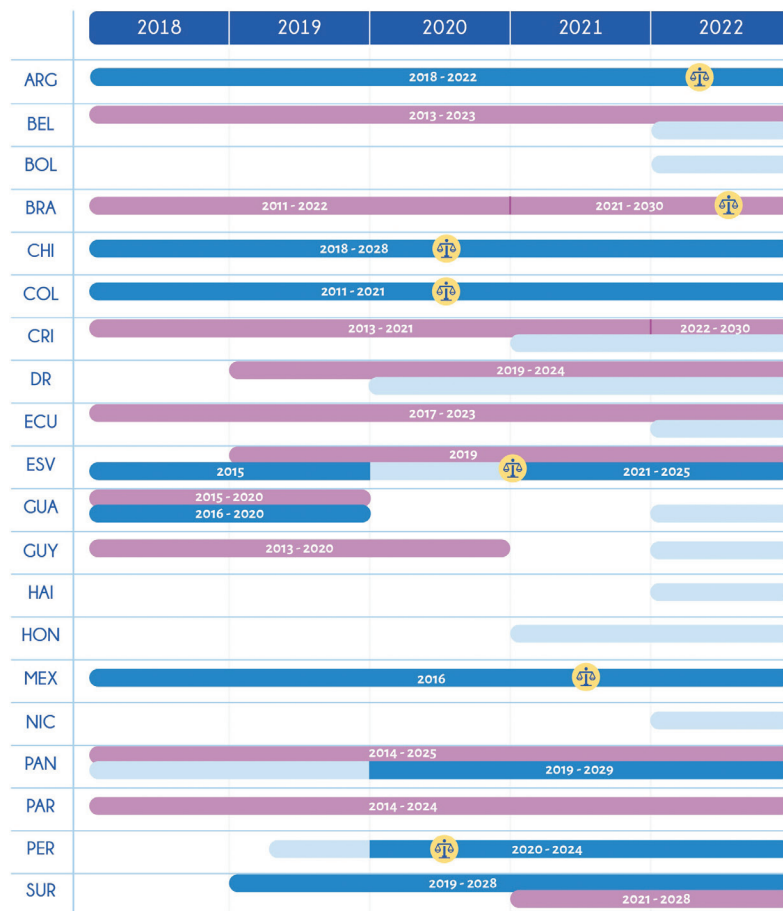 2018 2019 2020 2021 2022
ARG 2018 - 2022
BEL 2013 - 2023
BOL
BRA 2011 - 2022 2021 - 2030
CHI 2018 - 2028
COL 2011 - 2021
CRI 2013 - 2021 2022 - 2030
DR 2019 - 2024
ECU 2017 - 2023
ESV 2019
2015 2021 - 2025
GUA 2015 - 2020
2016 - 2020
GUY 2013 - 2020
HAI
HON
MEX 2016
NIC
PAN 2014 - 2025
2019 - 2029
PAR 2014 - 2024
PER 2020 - 2024
SUR 2019 - 2028
2021 - 2028